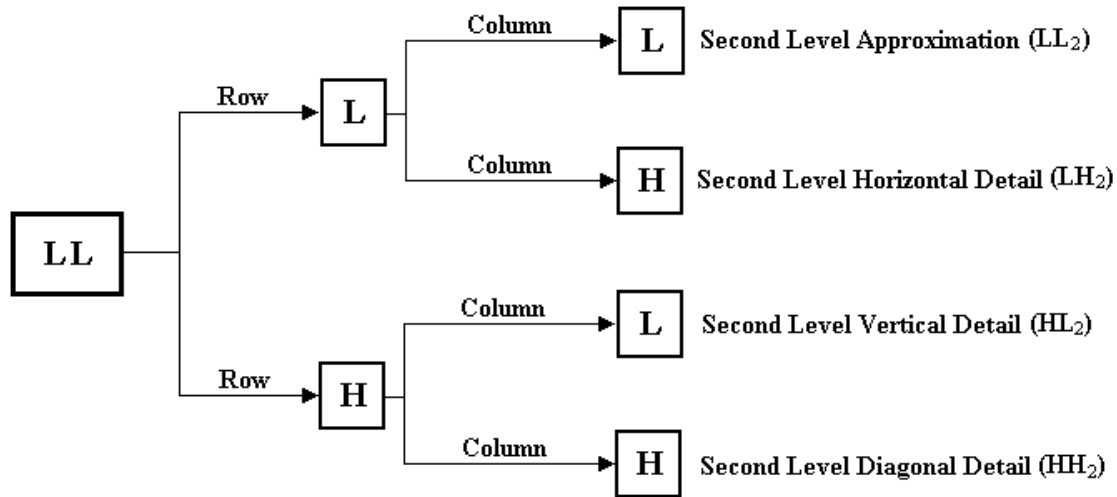 Column
L Second Level Approximation (LL₂)
Row
L
Column
H Second Level Horizontal Detail (LH₂)
LL
Column
L Second Level Vertical Detail (HL₂)
Row
H
Column
H Second Level Diagonal Detail (HH₂)